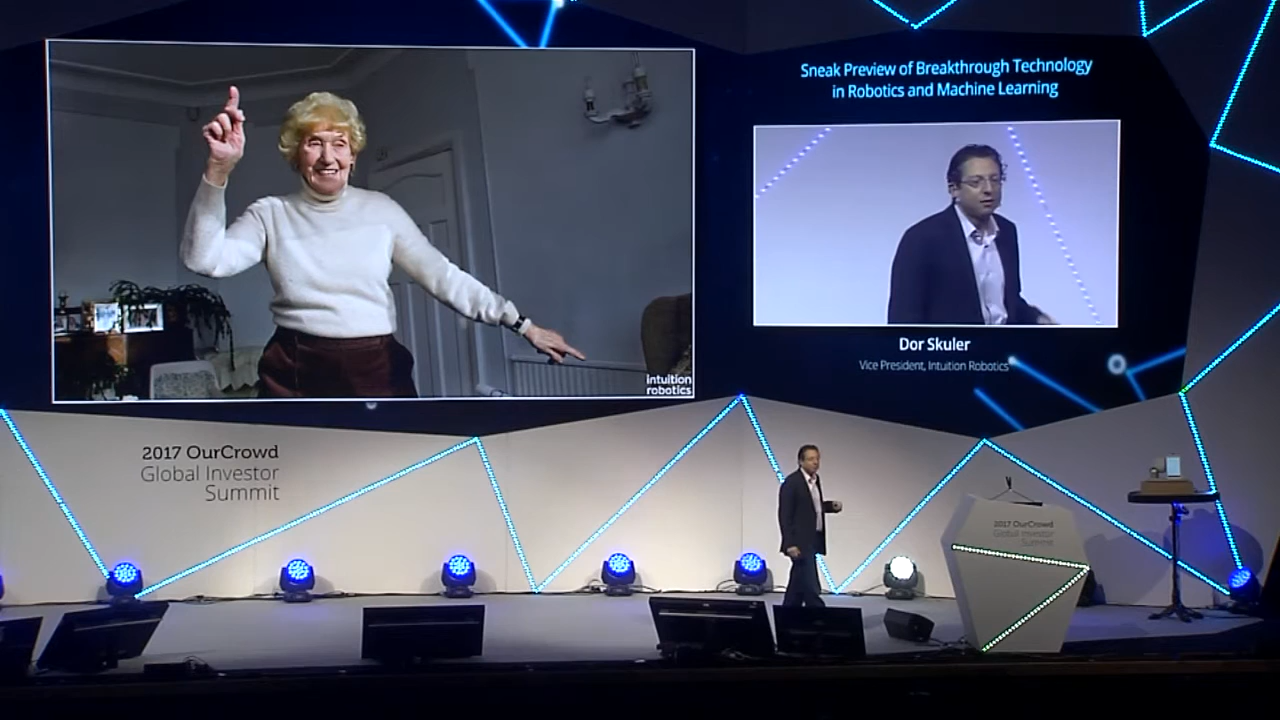 Sneak Preview of Breakthrough Technology
in Robotics and Machine Learning
Dor Skuler
Vice President, Intuition Robotics
intuition
robotics
2017 OurCrowd
Global Investor
Summit
2017 OurCrowd
Global Investor
Summit